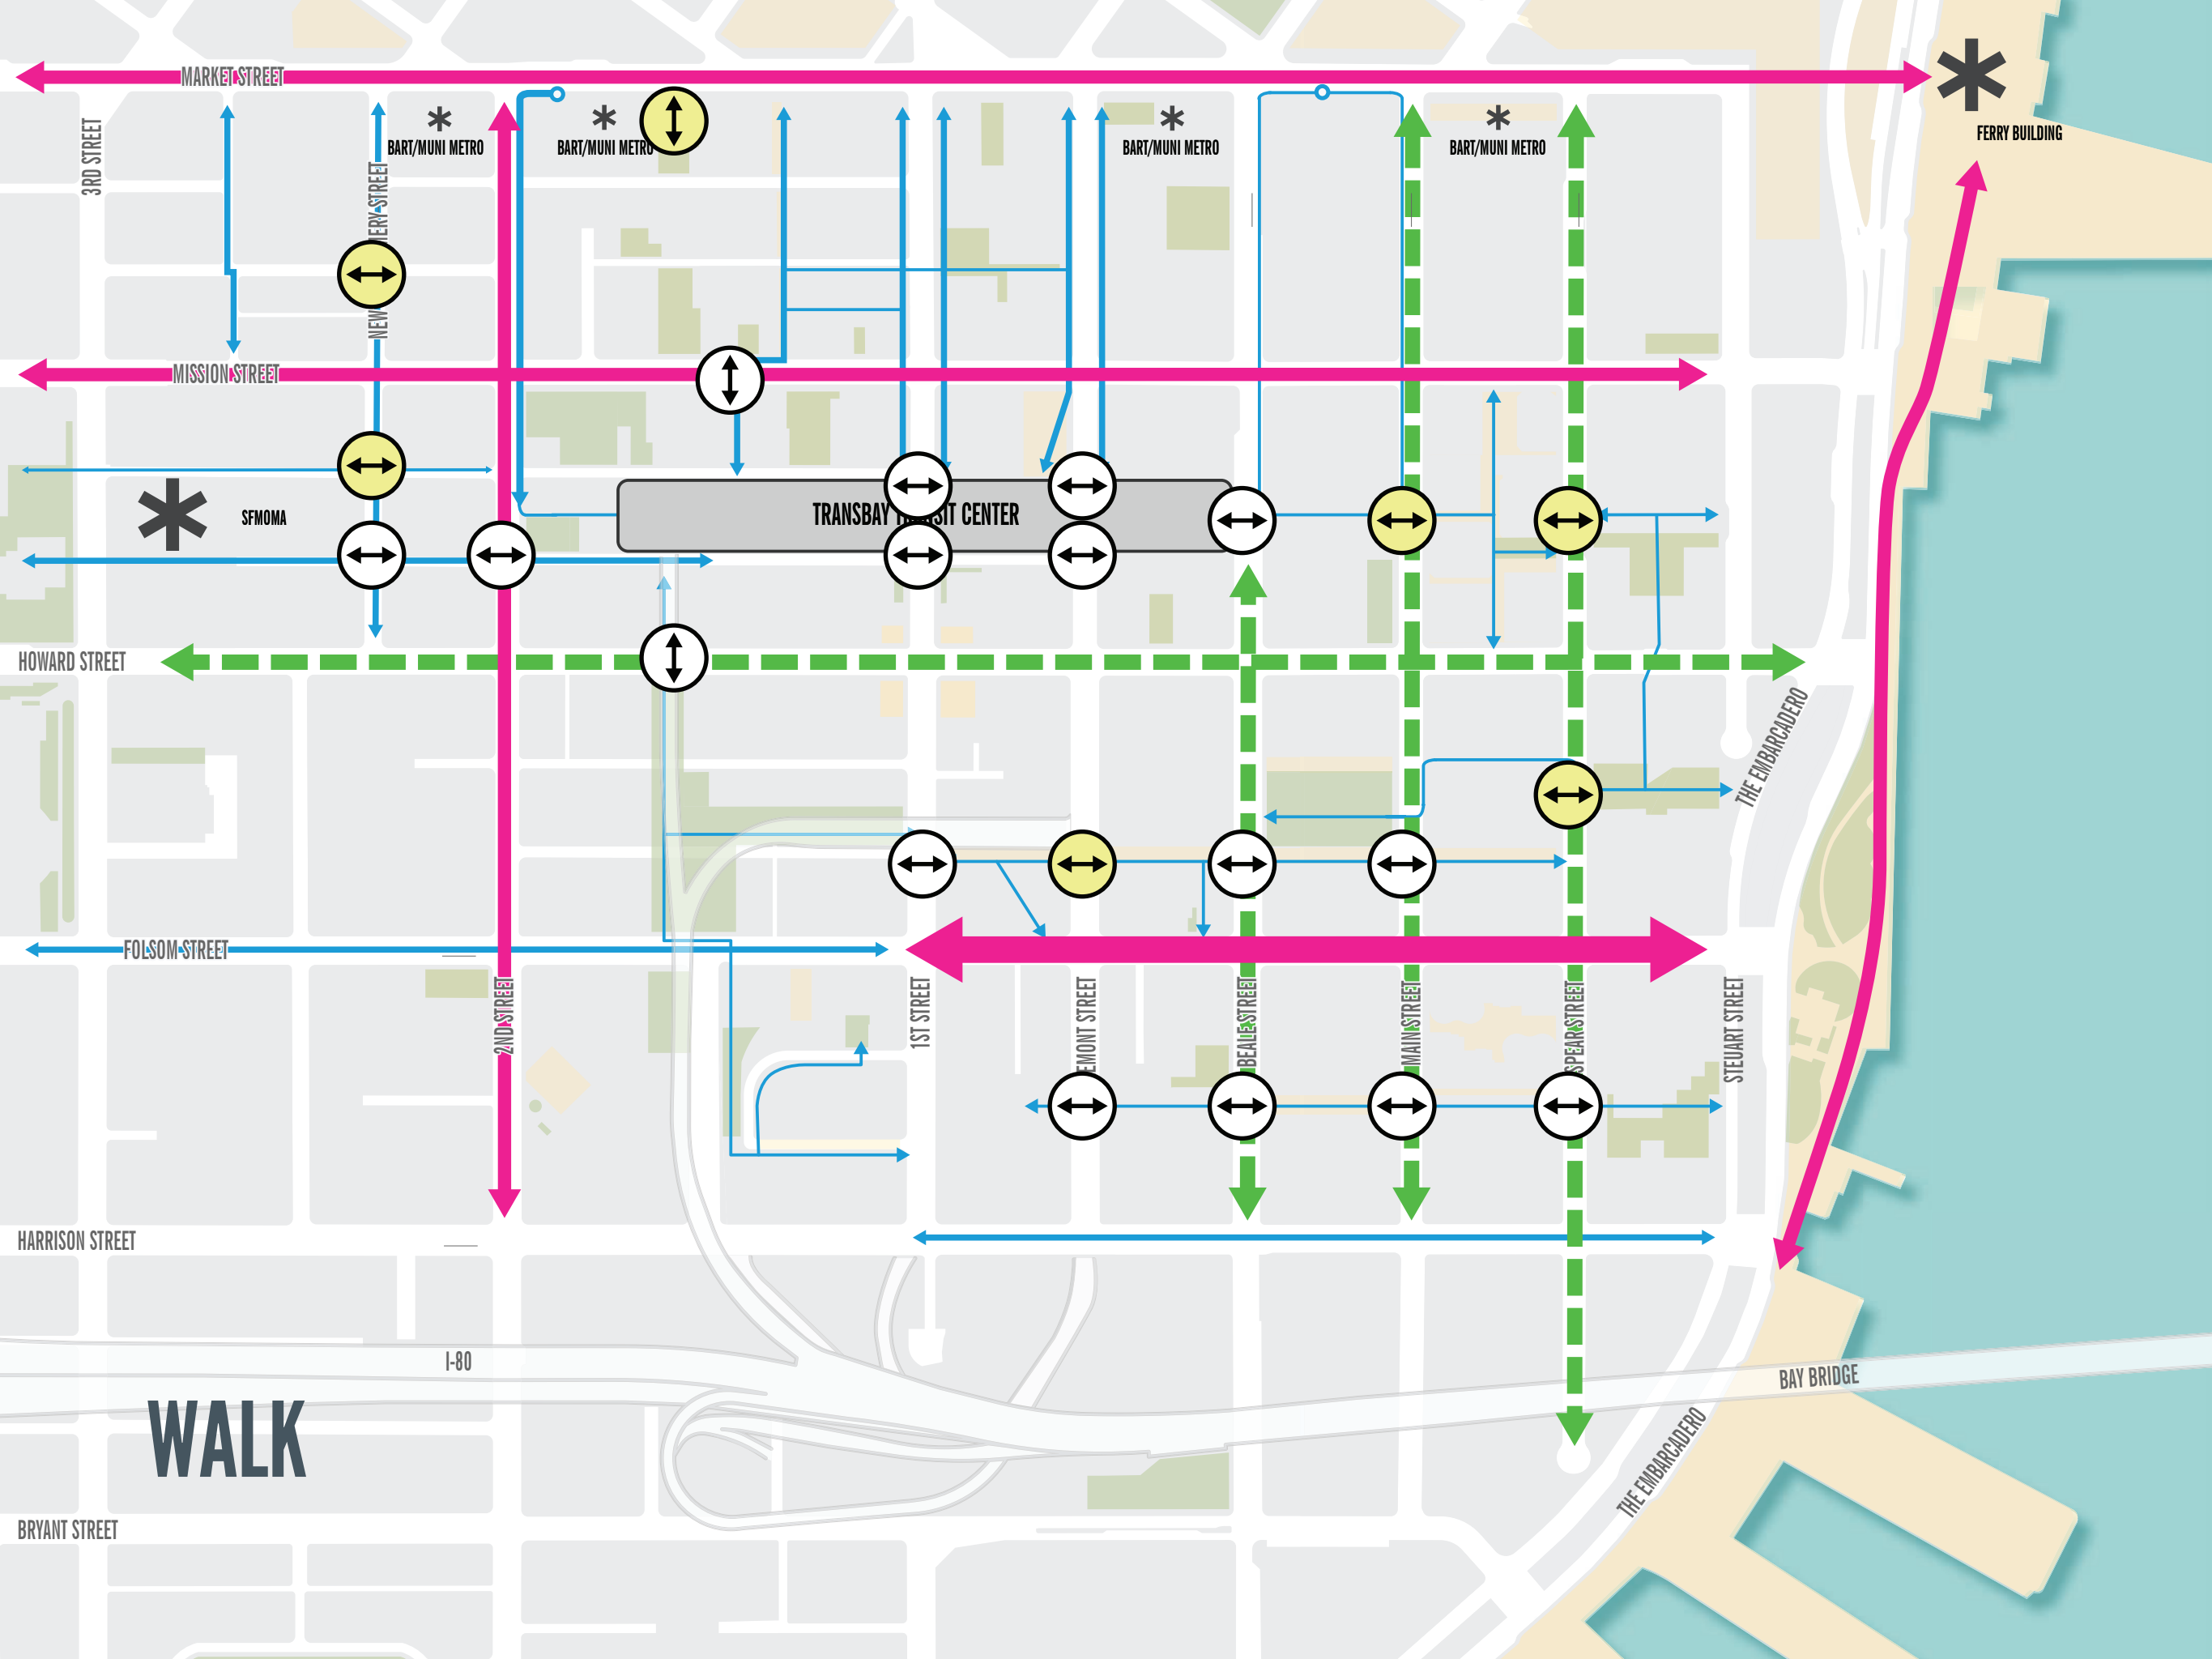 MARKET STREET
FERRY BUILDING
3RD STREET
BART/MUNI METRO
BART/MUNI METRO
BART/MUNI METRO
BART/MUNI METRO
NEW
MISSION STREET
SFMOMA
TRANSBAY CENTER
HOWARD STREET
THE EMBARCADERO
FOLSOM STREET
2ND STREET
1ST STREET
EMONT STREET
BEALE STREET
MAIN STREET
SPEAR STREET
STEUART STREET
HARRISON STREET
I-80
BAY BRIDGE
WALK
THE EMBARCADERO
BRYANT STREET